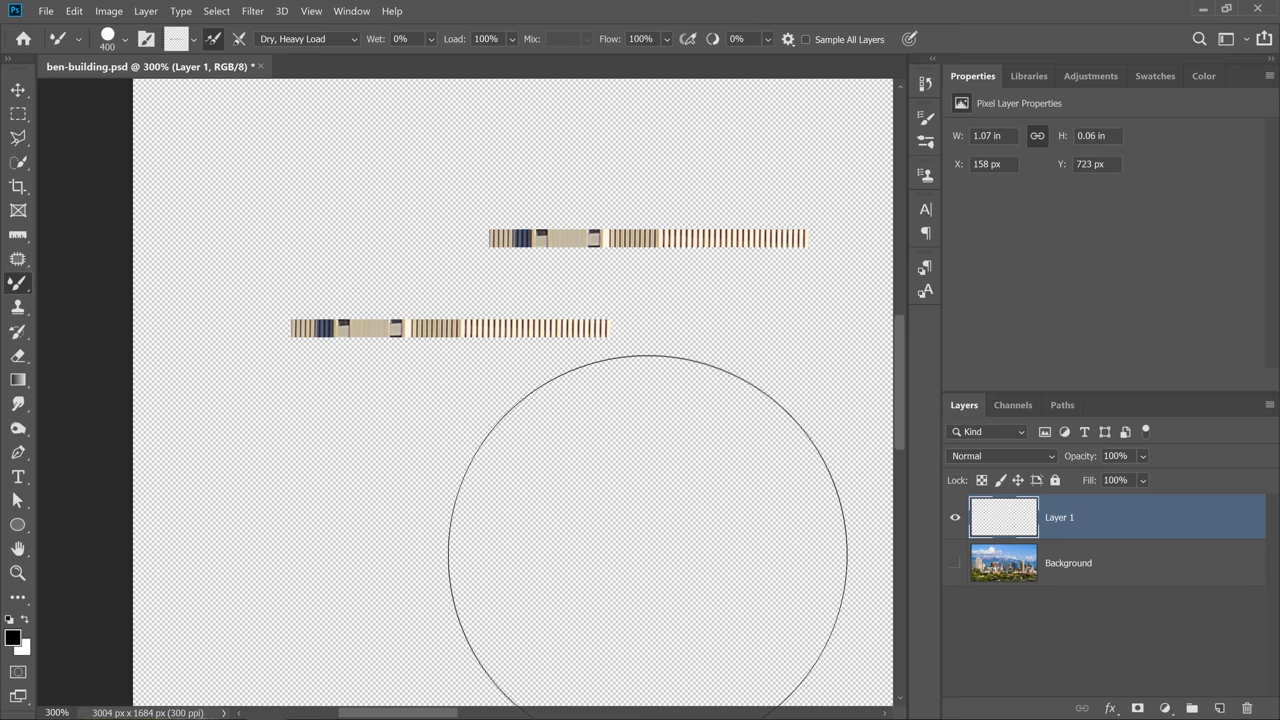 Ps File Edit Image Layer Type Select Filter 3D View Window Help
400 Dry, Heavy Load Wet: 0% Load: 100% Mix: Flow: 100% 0% Sample All Layers
ben-building.psd @ 300% (Layer 1, RGB/8) *
Properties Libraries Adjustments Swatches Color
Pixel Layer Properties
W: 1.07 in H: 0.06 in
X: 158 px Y: 723 px
Layers Channels Paths
Kind
Normal Opacity: 100%
Lock: Fill: 100%
Layer 1
Background
300% 3004 px x 1684 px (300 ppi)